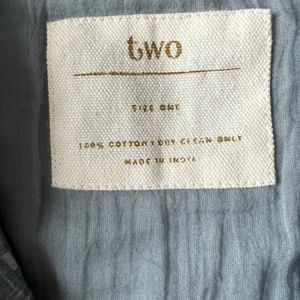 two
SIZE ONE
100% COTTON • DRY CLEAN ONLY
MADE IN INDIA